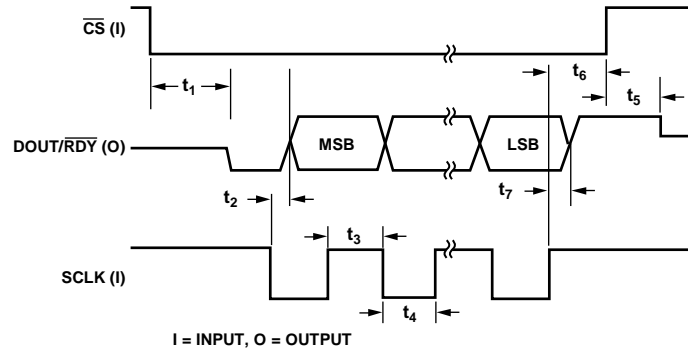 CS (I)
t6
t1
t5
DOUT/RDY (O)
MSB
LSB
t2
t7
t3
SCLK (I)
t4
I = INPUT, O = OUTPUT